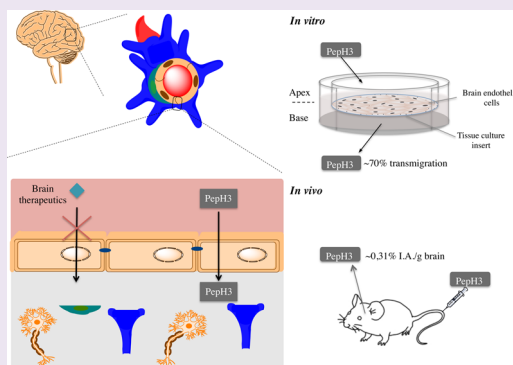 In vitro
PepH3
Apex
Base
Brain endothel
cells
Tissue culture
insert
PepH3 ~70% transmigration
Brain
therapeutics
PepH3
PepH3
In vivo
PepH3 ~0,31% I.A./g brain
PepH3